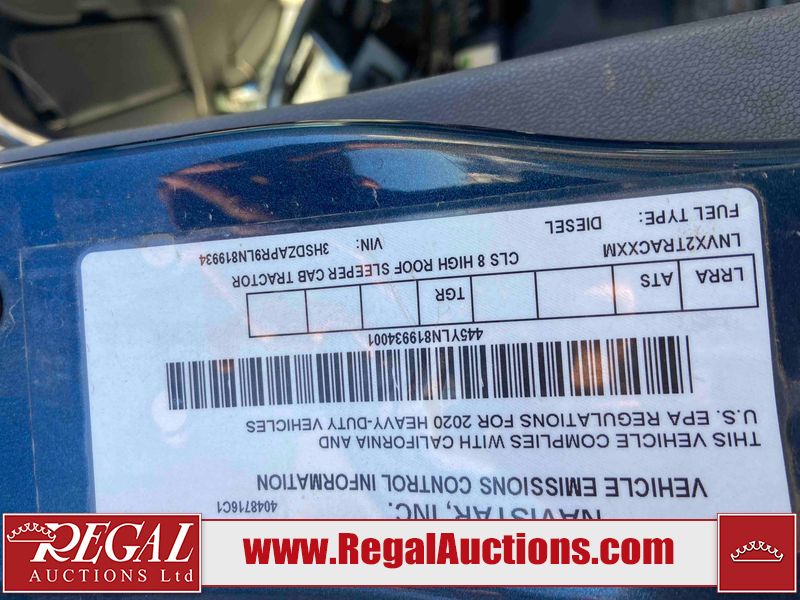 NAVISTAR, INC.
4048716C1
VEHICLE EMISSIONS CONTROL INFORMATION
THIS VEHICLE COMPLIES WITH CALIFORNIA AND
U.S. EPA REGULATIONS FOR 2020 HEAVY-DUTY VEHICLES
445YLN819934001
LRRA ATS TGR
LNVX2TRACXXM CLS 8 HIGH ROOF SLEEPER CAB TRACTOR
FUEL TYPE: DIESEL VIN: 3HSDZAPR9LN819934
REGAL
AUCTIONS Ltd
www.RegalAuctions.com